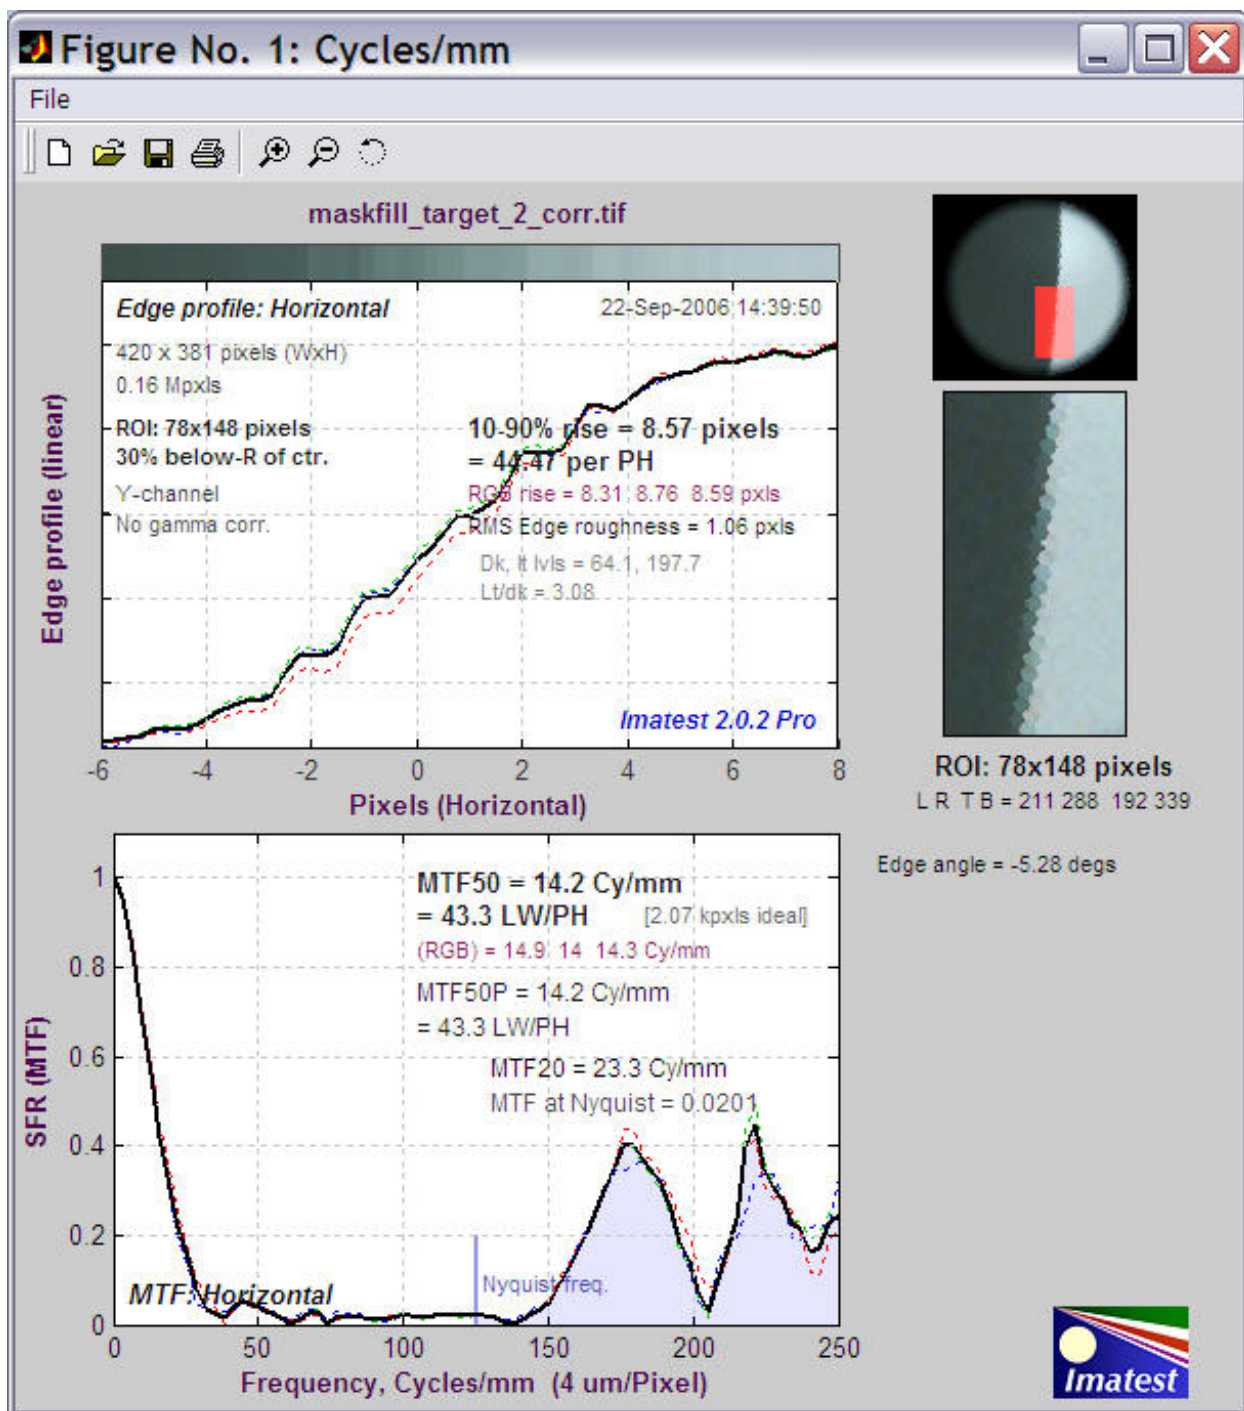 Figure No. 1: Cycles/mm
File
maskfill_target_2_corr.tif
Edge profile: Horizontal
22-Sep-2006 14:39:50
420 x 381 pixels (WxH)
0.16 Mpxls
ROI: 78x148 pixels
30% below-R of ctr.
Y-channel
No gamma corr.
10-90% rise = 8.57 pixels
= 44.47 per PH
RGB rise = 8.31 8.76 8.59 pxls
RMS Edge roughness = 1.06 pxls
Dk, lt lvls = 64.1, 197.7
Lt/dk = 3.08
Imatest 2.0.2 Pro
Edge profile (linear)
-6 -4 -2 0 2 4 6 8
Pixels (Horizontal)
ROI: 78x148 pixels
L R T B = 211 288 192 339
Edge angle = -5.28 degs
MTF50 = 14.2 Cy/mm
= 43.3 LW/PH [2.07 kpxls ideal]
(RGB) = 14.9 14 14.3 Cy/mm
MTF50P = 14.2 Cy/mm
= 43.3 LW/PH
MTF20 = 23.3 Cy/mm
MTF at Nyquist = 0.0201
Nyquist freq.
MTF: Horizontal
SFR (MTF)
1
0.8
0.6
0.4
0.2
0
0 50 100 150 200 250
Frequency, Cycles/mm (4 um/Pixel)
Imatest